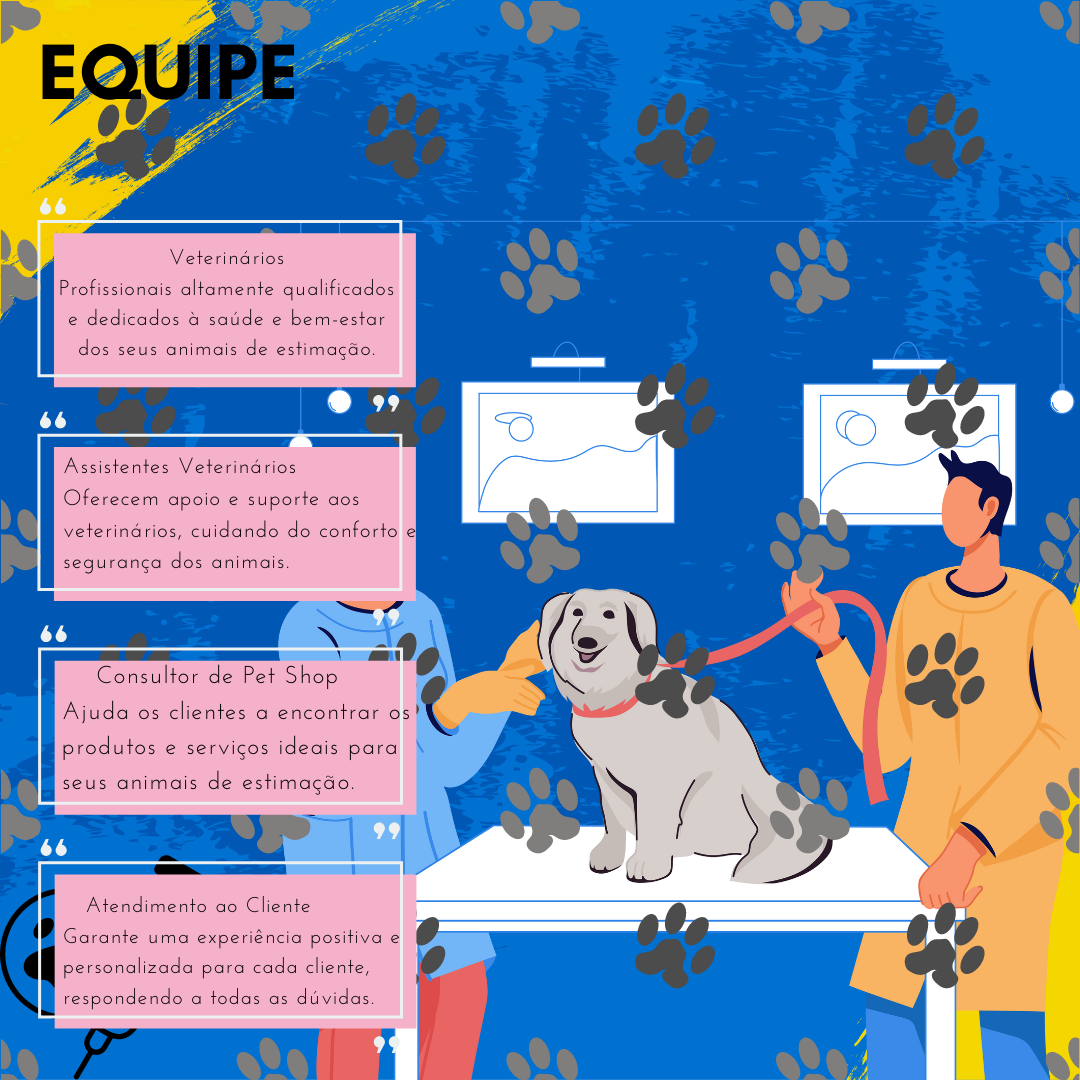 EQUIPE
“
Veterinários
Profissionais altamente qualificados
e dedicados à saúde e bem-estar
dos seus animais de estimação.
”
“
Assistentes Veterinários
Oferecem apoio e suporte aos
veterinários, cuidando do conforto e
segurança dos animais.
”
“
Consultor de Pet Shop
Ajuda os clientes a encontrar os
produtos e serviços ideais para
seus animais de estimação.
”
“
Atendimento ao Cliente
Garante uma experiência positiva e
personalizada para cada cliente,
respondendo a todas as dúvidas.
”